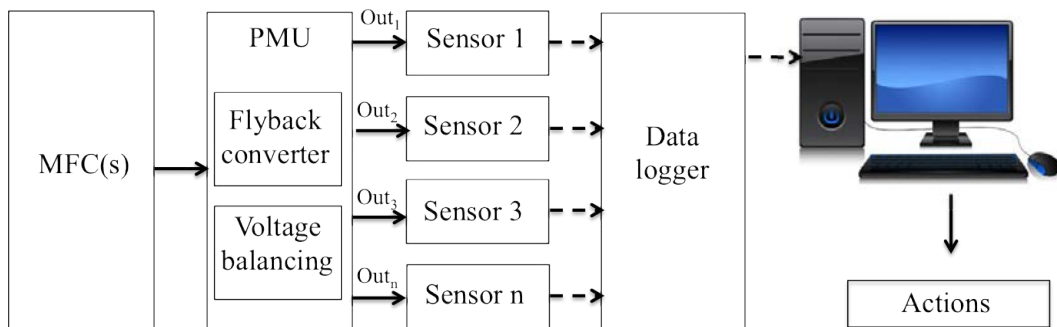 MFC(s)
PMU
Flyback
converter
Voltage
balancing
Out₁
Sensor 1
Out₂
Sensor 2
Out₃
Sensor 3
Outₙ
Sensor n
Data
logger
Actions